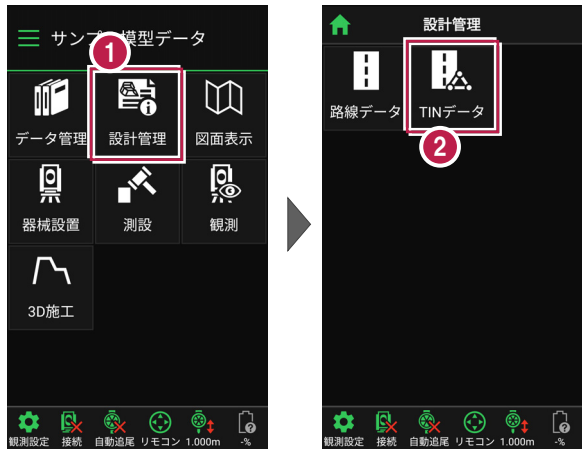 サンプ
模型データ
1
データ管理
設計管理
図面表示
器械設置
測設
観測
3D施工
観測設定
接続
自動追尾
リモコン
1.000m
-%
設計管理
路線データ
TINデータ
2
観測設定
接続
自動追尾
リモコン
1.000m
-%